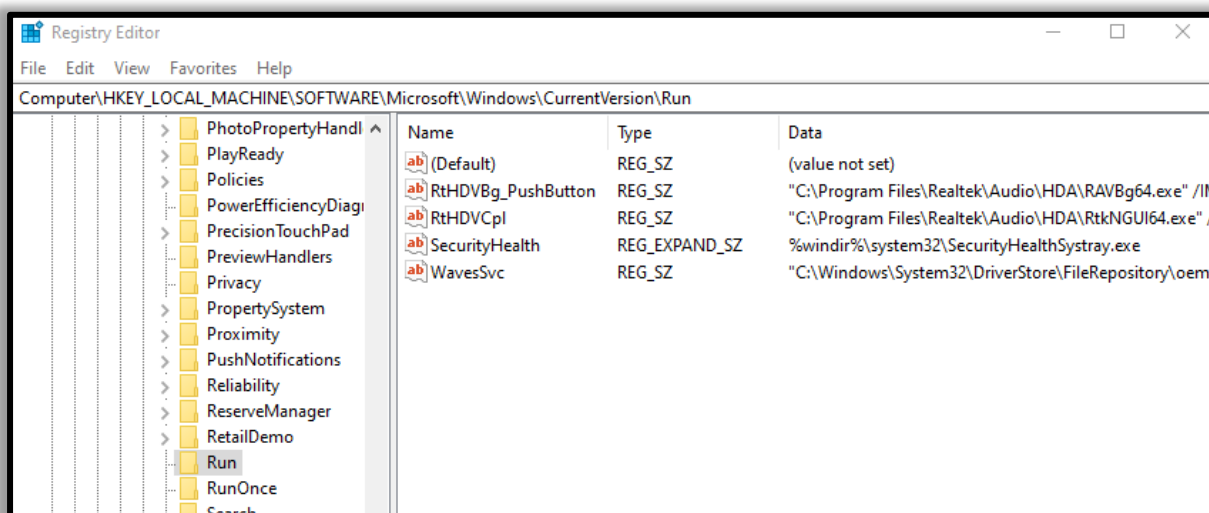 Registry Editor
File Edit View Favorites Help
Computer\HKEY_LOCAL_MACHINE\SOFTWARE\Microsoft\Windows\CurrentVersion\Run
PhotoPropertyHandl
PlayReady
Policies
PowerEfficiencyDiag
PrecisionTouchPad
PreviewHandlers
Privacy
PropertySystem
Proximity
PushNotifications
Reliability
ReserveManager
RetailDemo
Run
RunOnce
Search
Name Type Data
(Default) REG_SZ (value not set)
RtHDVBg_PushButton REG_SZ "C:\Program Files\Realtek\Audio\HDA\RAVBg64.exe" /I
RtHDVCpl REG_SZ "C:\Program Files\Realtek\Audio\HDA\RtkNGUI64.exe" /
SecurityHealth REG_EXPAND_SZ %windir%\system32\SecurityHealthSystray.exe
WavesSvc REG_SZ "C:\Windows\System32\DriverStore\FileRepository\oem